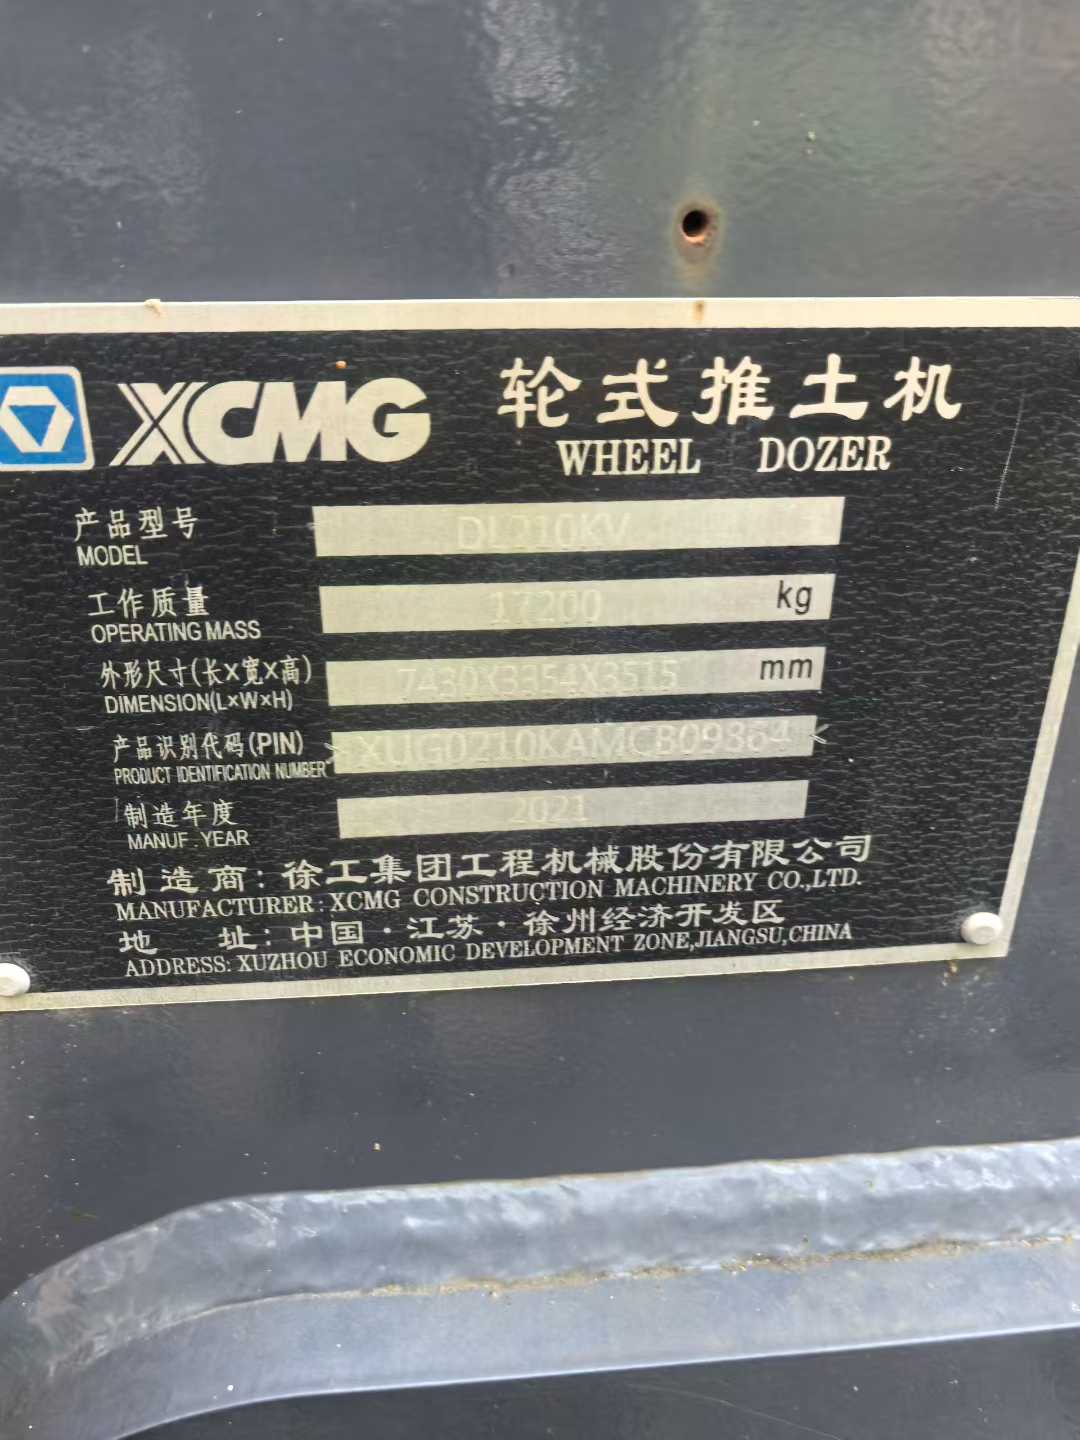 XCMG 轮式推土机
WHEEL DOZER
产品型号 DL210KV
MODEL
工作质量 17200 kg
OPERATING MASS
外形尺寸(长×宽×高) 7430X3354X3515 mm
DIMENSION(L×W×H)
产品识别代码(PIN) XUG0210KAMCB09864
PRODUCT IDENTIFICATION NUMBER
制造年度 2021
MANUF.YEAR
制造商:徐工集团工程机械股份有限公司
MANUFACTURER:XCMG CONSTRUCTION MACHINERY CO.,LTD.
地址:中国·江苏·徐州经济开发区
ADDRESS: XUZHOU ECONOMIC DEVELOPMENT ZONE,JIANGSU,CHINA